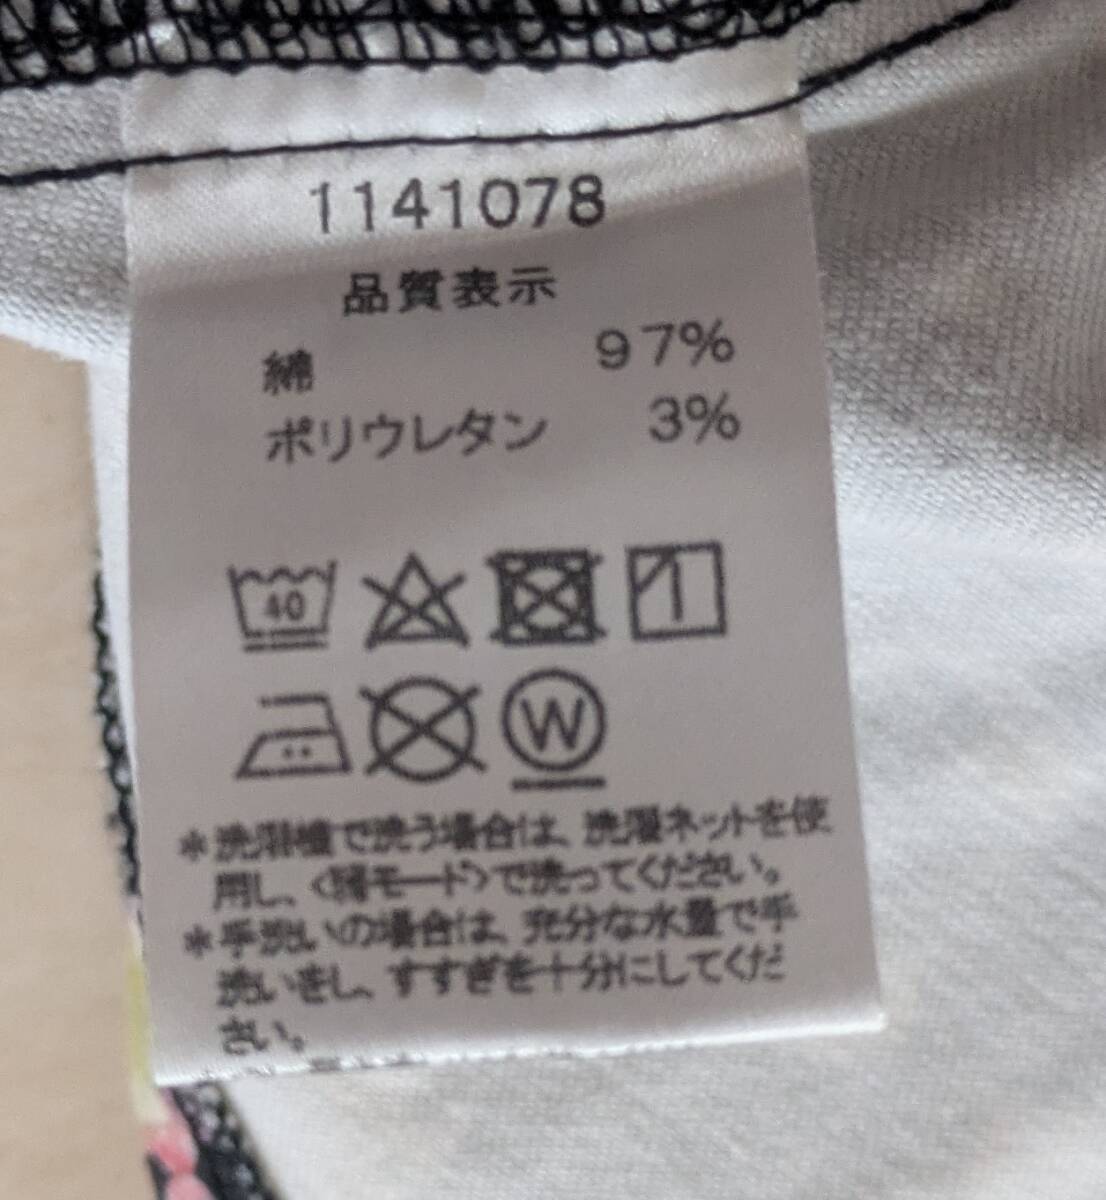 1141078
品質表示
綿 97%
ポリウレタン 3%
40
W
*洗濯槽で洗う場合は、洗濯ネットを使
用し、<弱モード>で洗ってください。
*手洗いの場合は、充分な水量で手
洗いをし、すすぎを十分にしてくだ
さい。